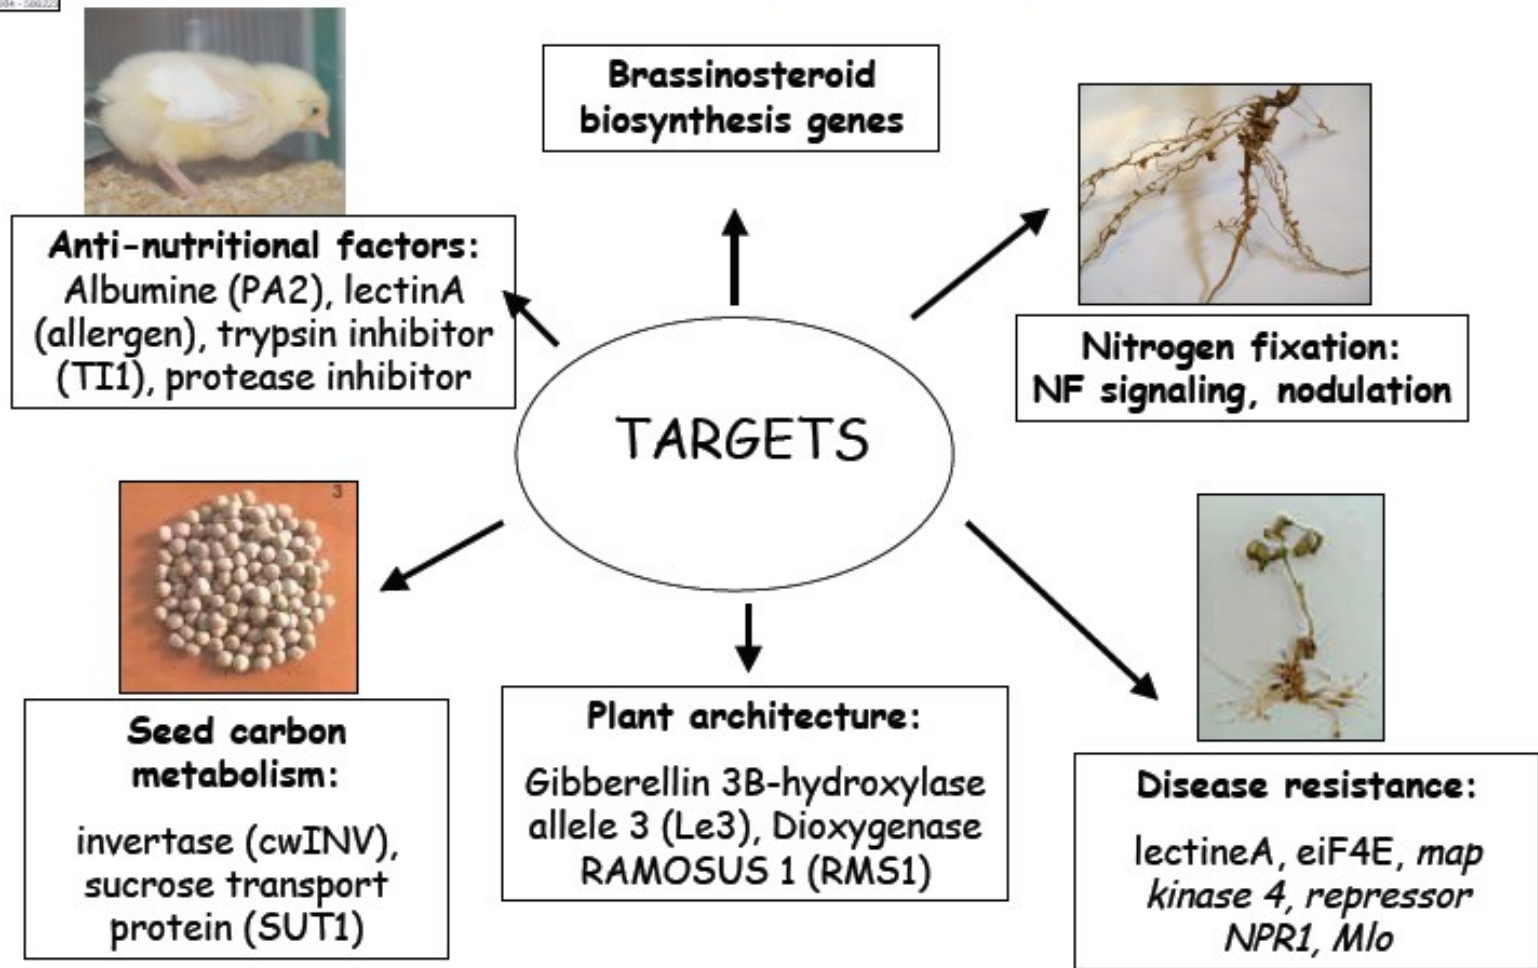 Brassinosteroid
biosynthesis genes
Anti-nutritional factors:
Albumine (PA2), lectinA
(allergen), trypsin inhibitor
(TI1), protease inhibitor
Nitrogen fixation:
NF signaling, nodulation
TARGETS
3
Seed carbon
metabolism:
invertase (cwINV),
sucrose transport
protein (SUT1)
Plant architecture:
Gibberellin 3B-hydroxylase
allele 3 (Le3), Dioxygenase
RAMOSUS 1 (RMS1)
Disease resistance:
lectineA, eiF4E, map
kinase 4, repressor
NPR1, Mlo